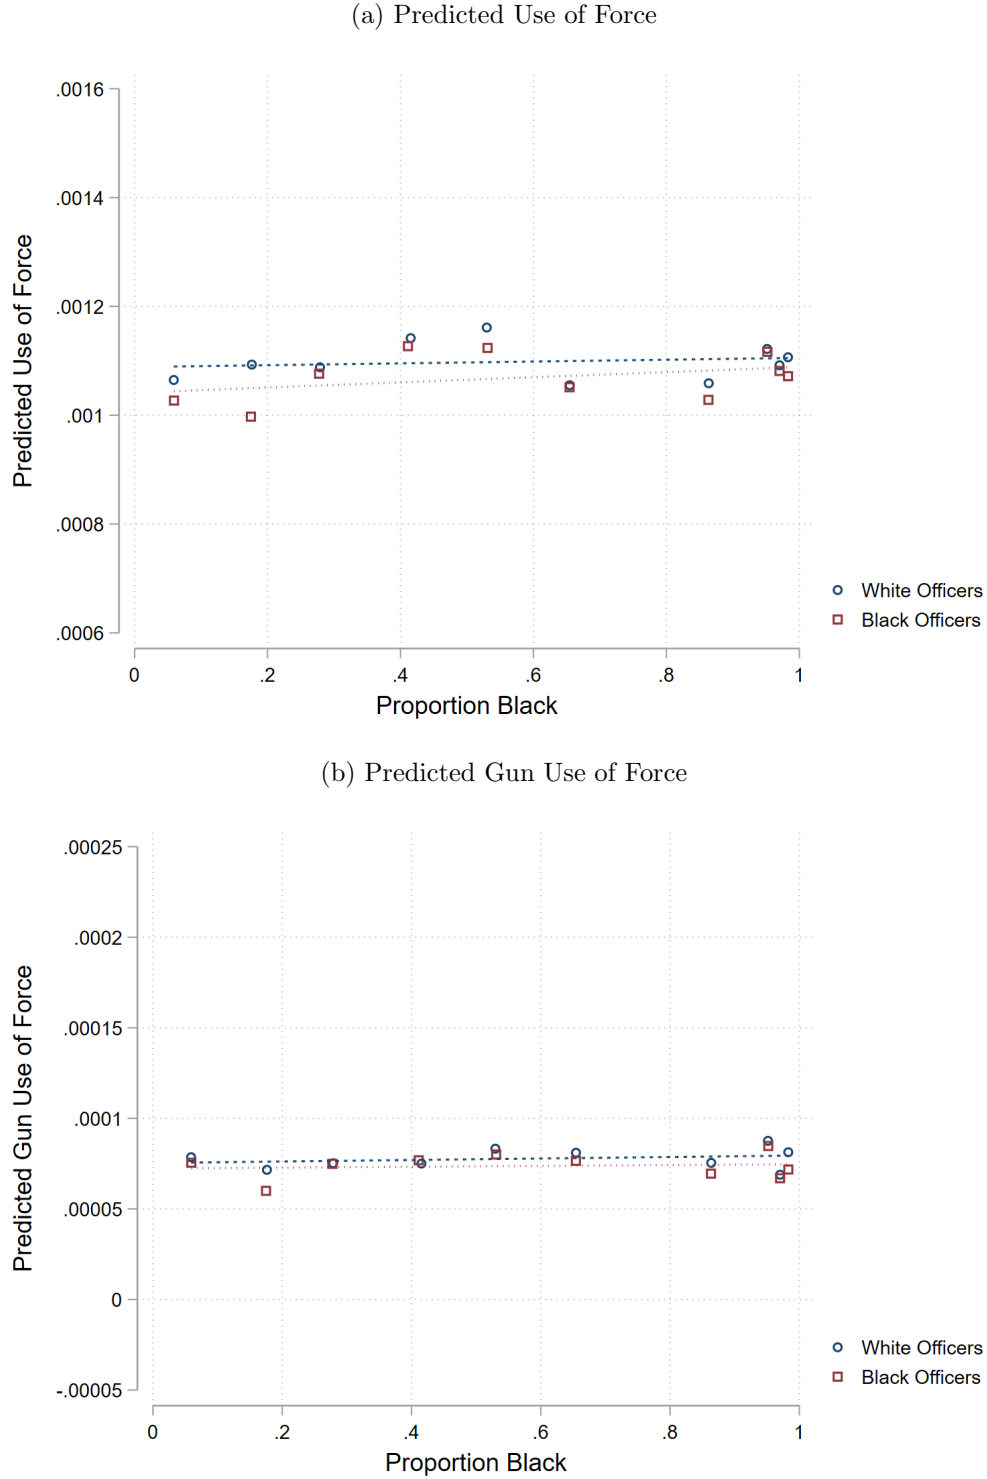 (a) Predicted Use of Force
.0016
.0014
.0012
.001
.0008
.0006
Predicted Use of Force
0 .2 .4 .6 .8 1
Proportion Black
White Officers
Black Officers
(b) Predicted Gun Use of Force
.00025
.0002
.00015
.0001
.00005
0
-.00005
Predicted Gun Use of Force
0 .2 .4 .6 .8 1
Proportion Black
White Officers
Black Officers